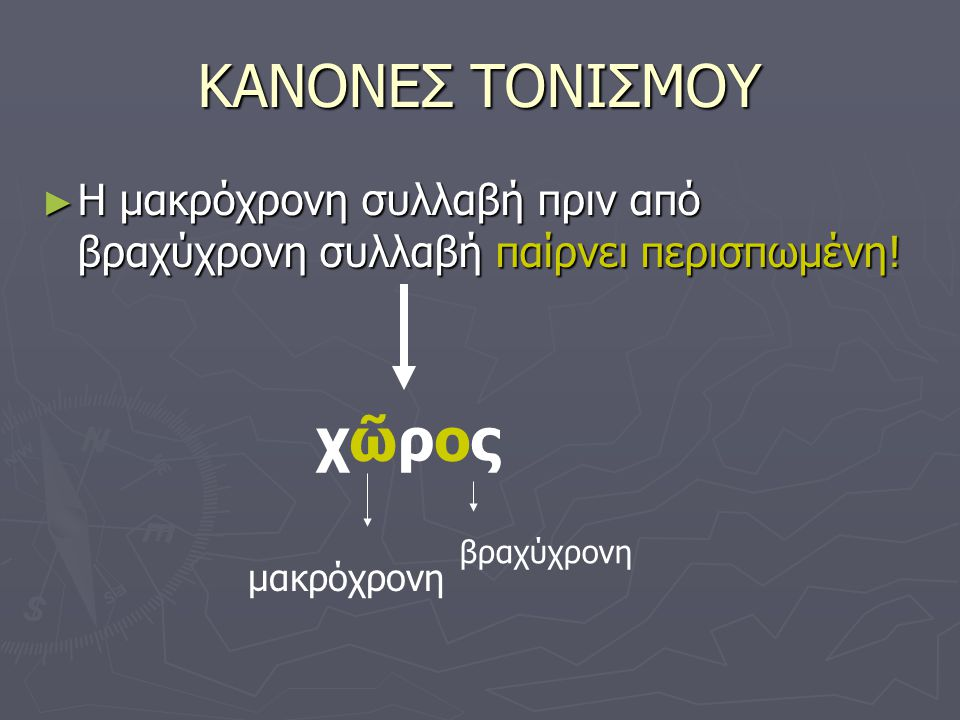 ΚΑΝΟΝΕΣ ΤΟΝΙΣΜΟΥ
► Η μακρόχρονη συλλαβή πριν από
βραχύχρονη συλλαβή παίρνει περισπωμένη!
χῶρος
βραχύχρονη
μακρόχρονη